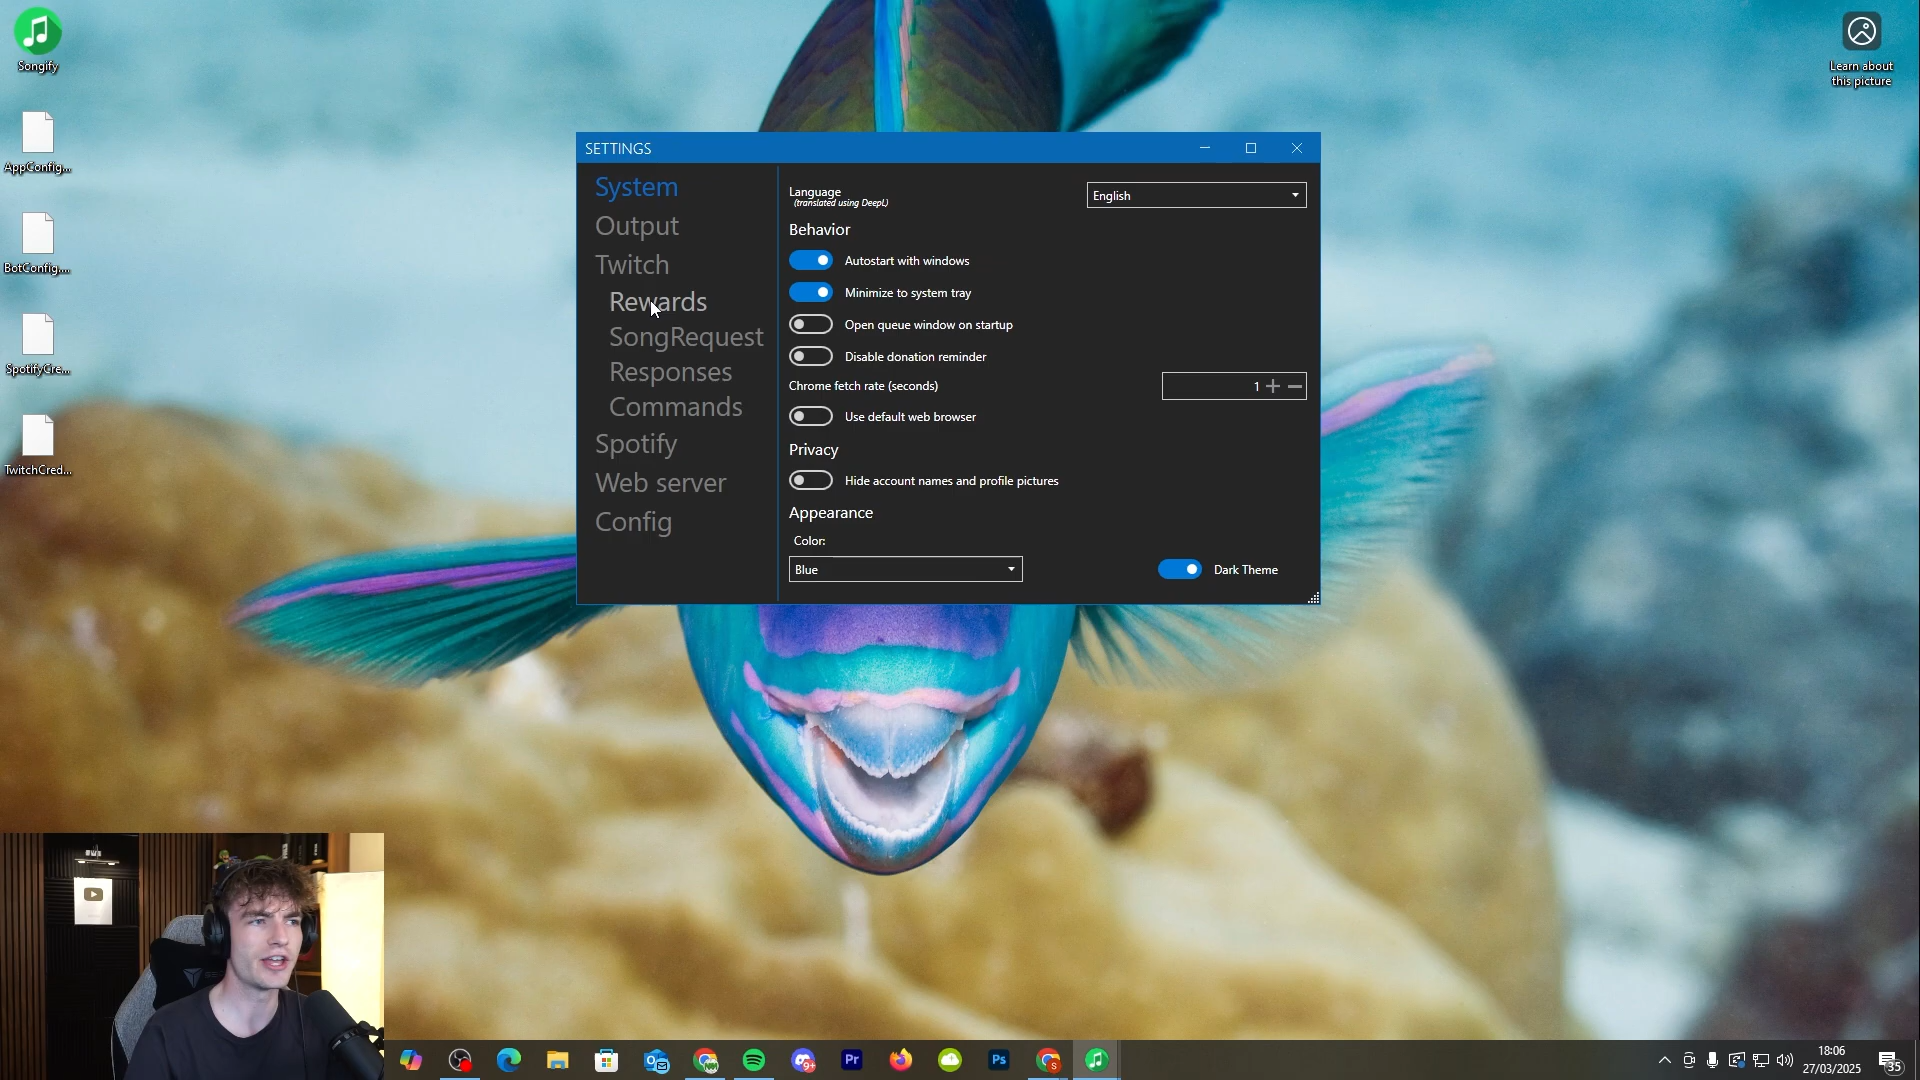 Songify
AppConfig...
BotConfig....
SpotifyCre...
TwitchCred...
Learn about
this picture
SETTINGS
System
Output
Twitch
Rewards
SongRequest
Responses
Commands
Spotify
Web server
Config
Language
(translated using DeepL)
English
Behavior
Autostart with windows
Minimize to system tray
Open queue window on startup
Disable donation reminder
Chrome fetch rate (seconds)
1
Use default web browser
Privacy
Hide account names and profile pictures
Appearance
Color:
Blue
Dark Theme
9+
Pr
Ps
S
18:06
27/03/2025
35